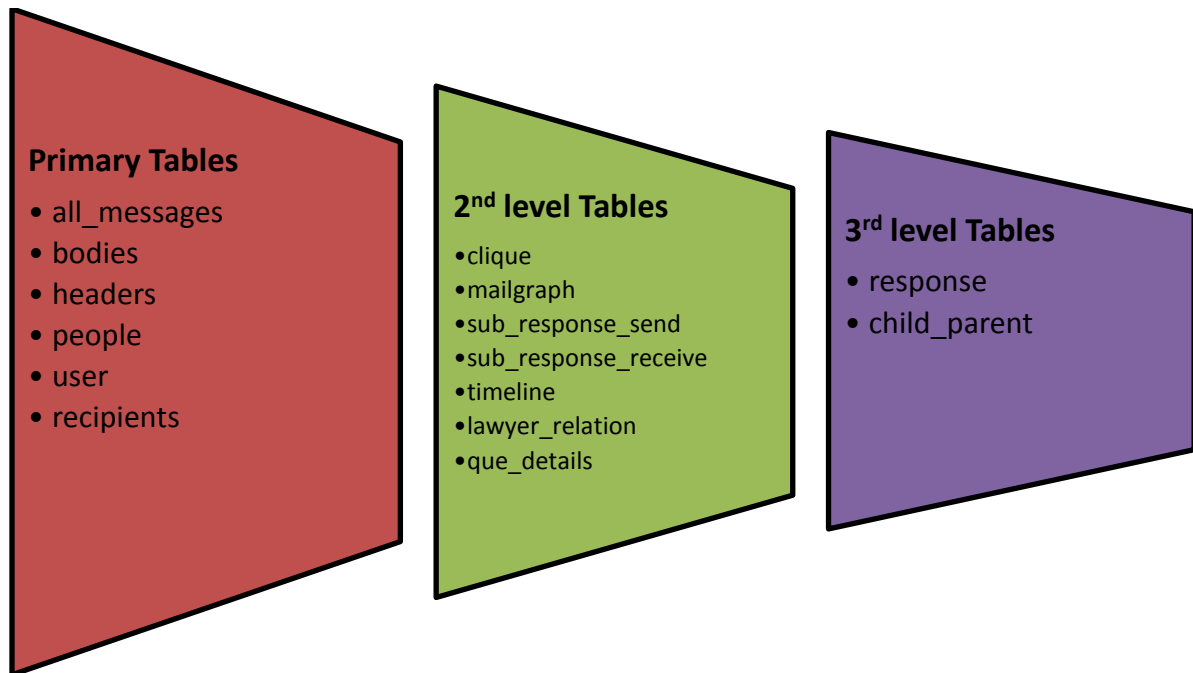 Primary Tables
• all_messages
• bodies
• headers
• people
• user
• recipients
2nd level Tables
•clique
•mailgraph
•sub_response_send
•sub_response_receive
•timeline
•lawyer_relation
•que_details
3rd level Tables
• response
• child_parent